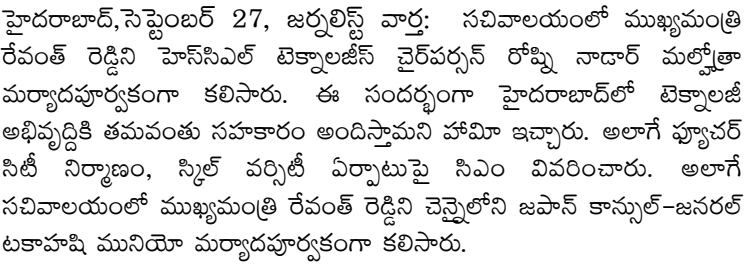 హైదరాబాద్,సెప్టెంబర్ 27, జర్నలిస్ట్ వార్త: సచివాలయంలో ముఖ్యమంత్రి
రేవంత్ రెడ్డిని హెస్‌సిఎల్ టెక్నాలజీస్ చైర్‌పర్సన్ రోష్ని నాడార్ మల్హోత్రా
మర్యాదపూర్వకంగా కలిసారు. ఈ సందర్భంగా హైదరాబాద్‌లో టెక్నాలజీ
అభివృద్దికి తమవంతు సహకారం అందిస్తామని హామీ ఇచ్చారు. అలాగే ఫ్యూచర్
సిటీ నిర్మాణం, స్కిల్ వర్సిటీ ఏర్పాటుపై సిఎం వివరించారు. అలాగే
సచివాలయంలో ముఖ్యమంత్రి రేవంత్ రెడ్డిని చెన్నైలోని జపాన్ కాన్సుల్-జనరల్
టకాహషి మునియో మర్యాదపూర్వకంగా కలిసారు.